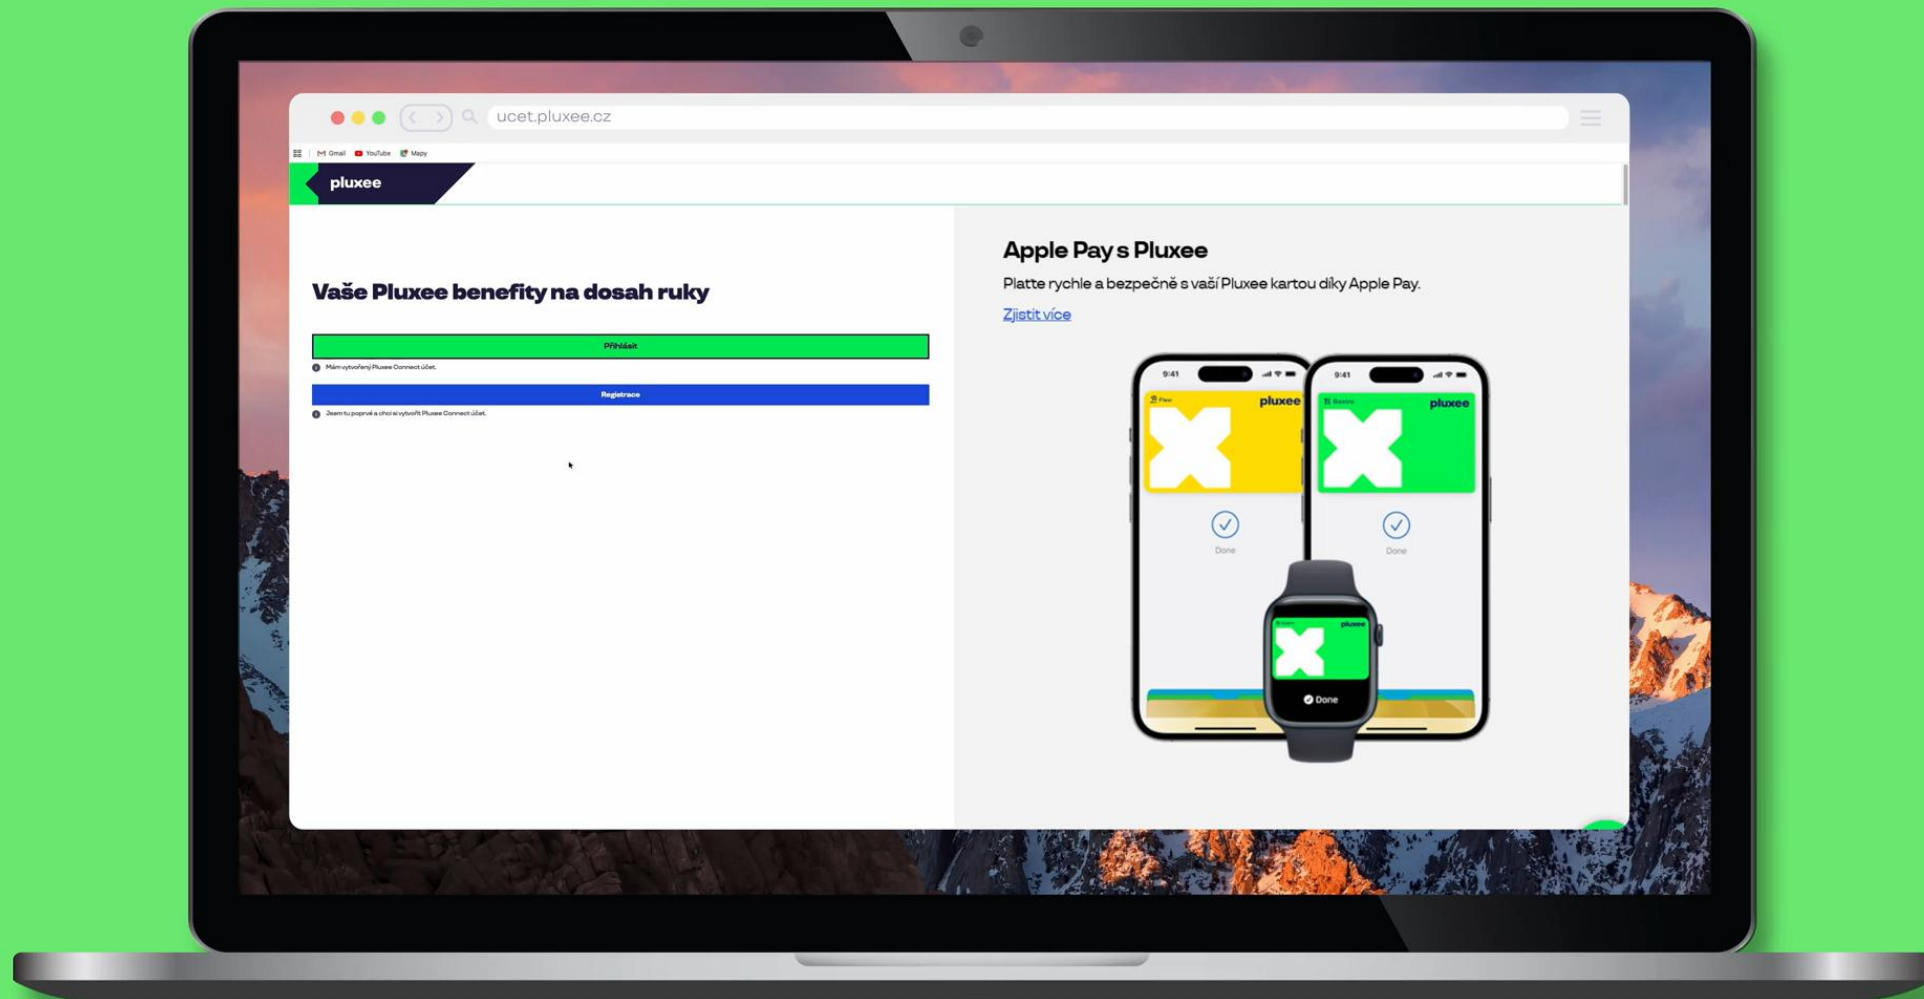 ucet.pluxee.cz
Gmail YouTube Mapy
pluxee
Vaše Pluxee benefity na dosah ruky
Přihlásit
Mám vytvořený Pluxee Connect účet.
Registrace
Jsem tu poprvé a chci si vytvořit Pluxee Connect účet.
Apple Pay s Pluxee
Platte rychle a bezpečně s vaší Pluxee kartou díky Apple Pay.
Zjistit více
9:41
9:41
Flexi pluxee
Gastro pluxee
Done
Done
pluxee
Done